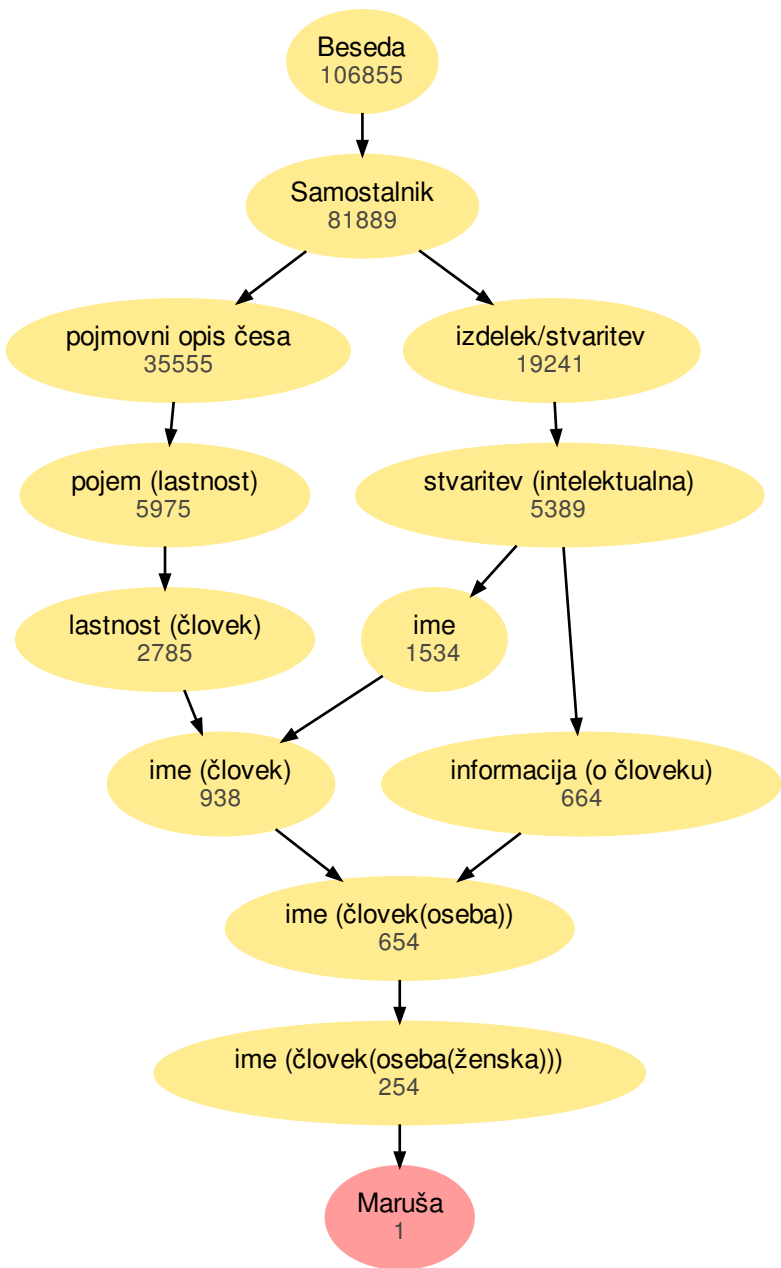 Beseda
106855
Samostalnik
81889
pojmovni opis česa
35555
izdelek/stvaritev
19241
pojem (lastnost)
5975
stvaritev (intelektualna)
5389
lastnost (človek)
2785
ime
1534
ime (človek)
938
informacija (o človeku)
664
ime (človek(oseba))
654
ime (človek(oseba(ženska)))
254
Maruša
1